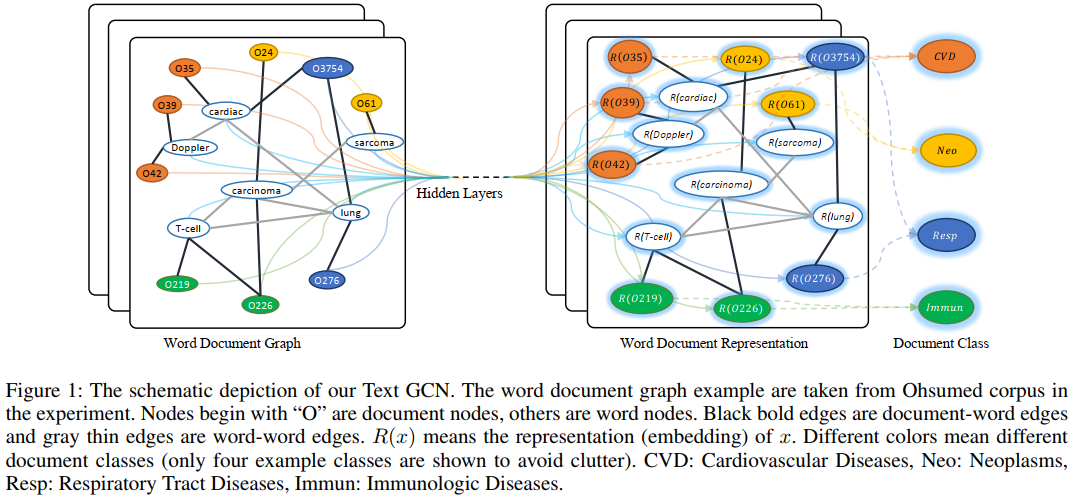 O24
O35
O3754
O39
O61
cardiac
sarcoma
Doppler
O42
carcinoma
T-cell
lung
O219
O226
O276
Word Document Graph
Hidden Layers
R(O35)
R(O24)
R(O3754)
R(O39)
R(cardiac)
R(O61)
R(Doppler)
R(sarcoma)
R(O42)
R(carcinoma)
R(lung)
R(T-cell)
R(O276)
R(O219)
R(O226)
Word Document Representation
CVD
Neo
Resp
Immun
Document Class
Figure 1: The schematic depiction of our Text GCN. The word document graph example are taken from Ohsumed corpus in
the experiment. Nodes begin with “O” are document nodes, others are word nodes. Black bold edges are document-word edges
and gray thin edges are word-word edges. R(x) means the representation (embedding) of x. Different colors mean different
document classes (only four example classes are shown to avoid clutter). CVD: Cardiovascular Diseases, Neo: Neoplasms,
Resp: Respiratory Tract Diseases, Immun: Immunologic Diseases.